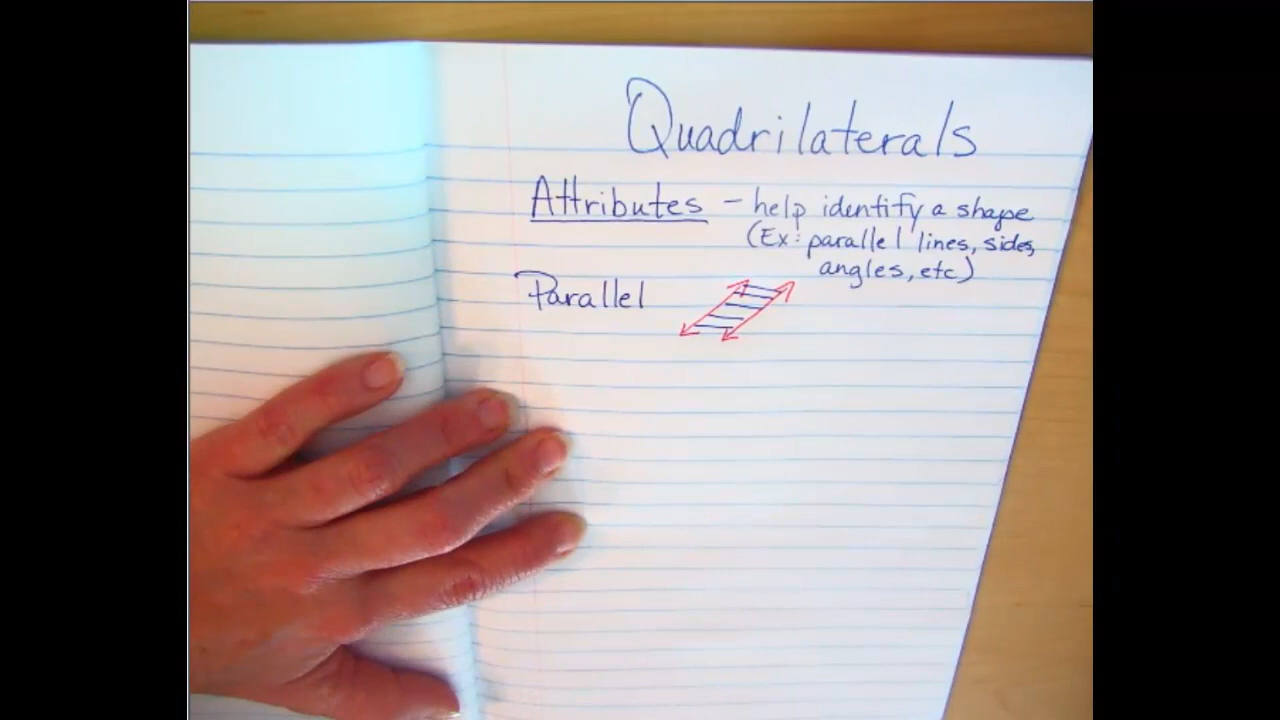 Quadrilaterals
Attributes - help identify a shape
(Ex: parallel lines, sides,
angles, etc)
Parallel